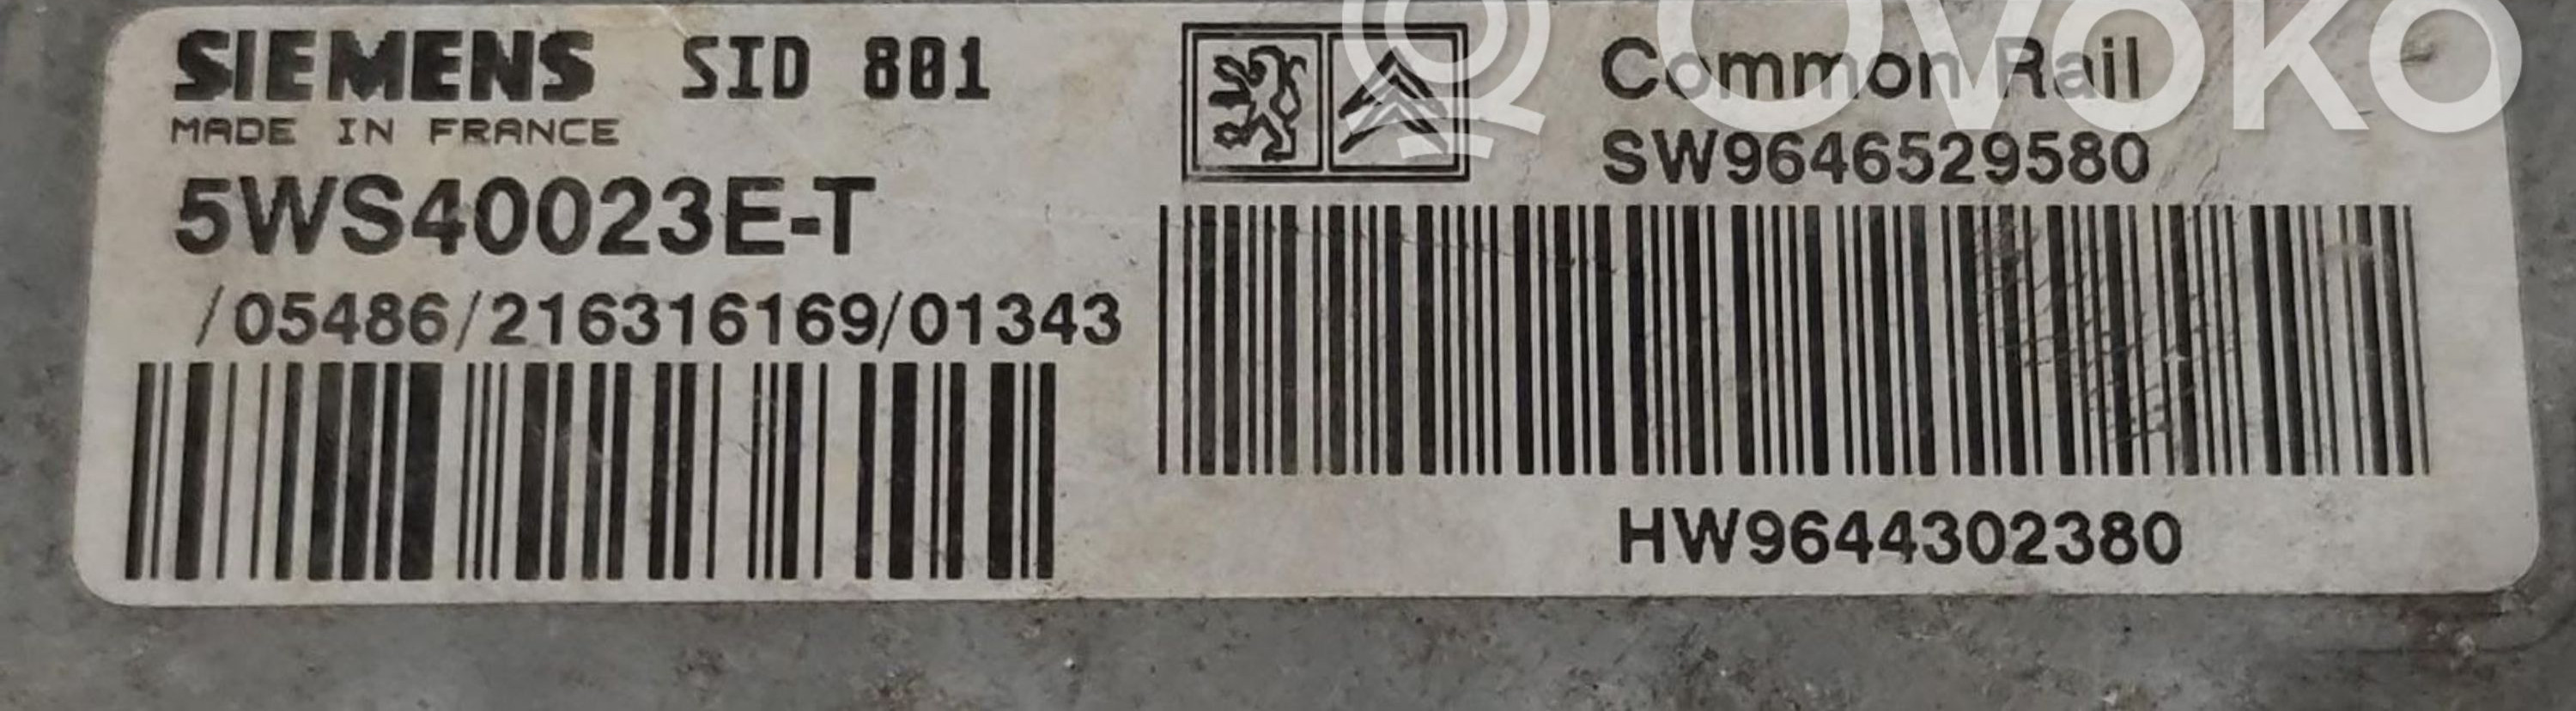 SIEMENS SID 801
MADE IN FRANCE
5WS40023E-T
/05486/216316169/01343
Common Rail
SW9646529580
HW9644302380
OVOKO